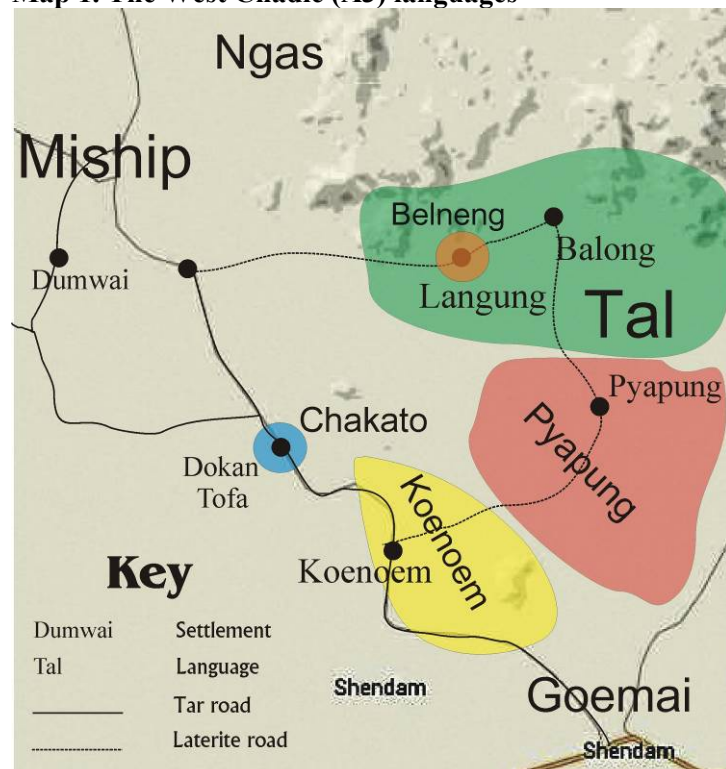 Map 1. The West Chadic (A3) languages
Ngas
Miship
Belneng
Balong
Dumwai
Langung
Tal
Pyapung
Pyapung
Chakato
Dokan
Tofa
Koenoem
Koenoem
Key
Dumwai Settlement
Tal Language
Tar road
Laterite road
Shendam
Goemai
Shendam